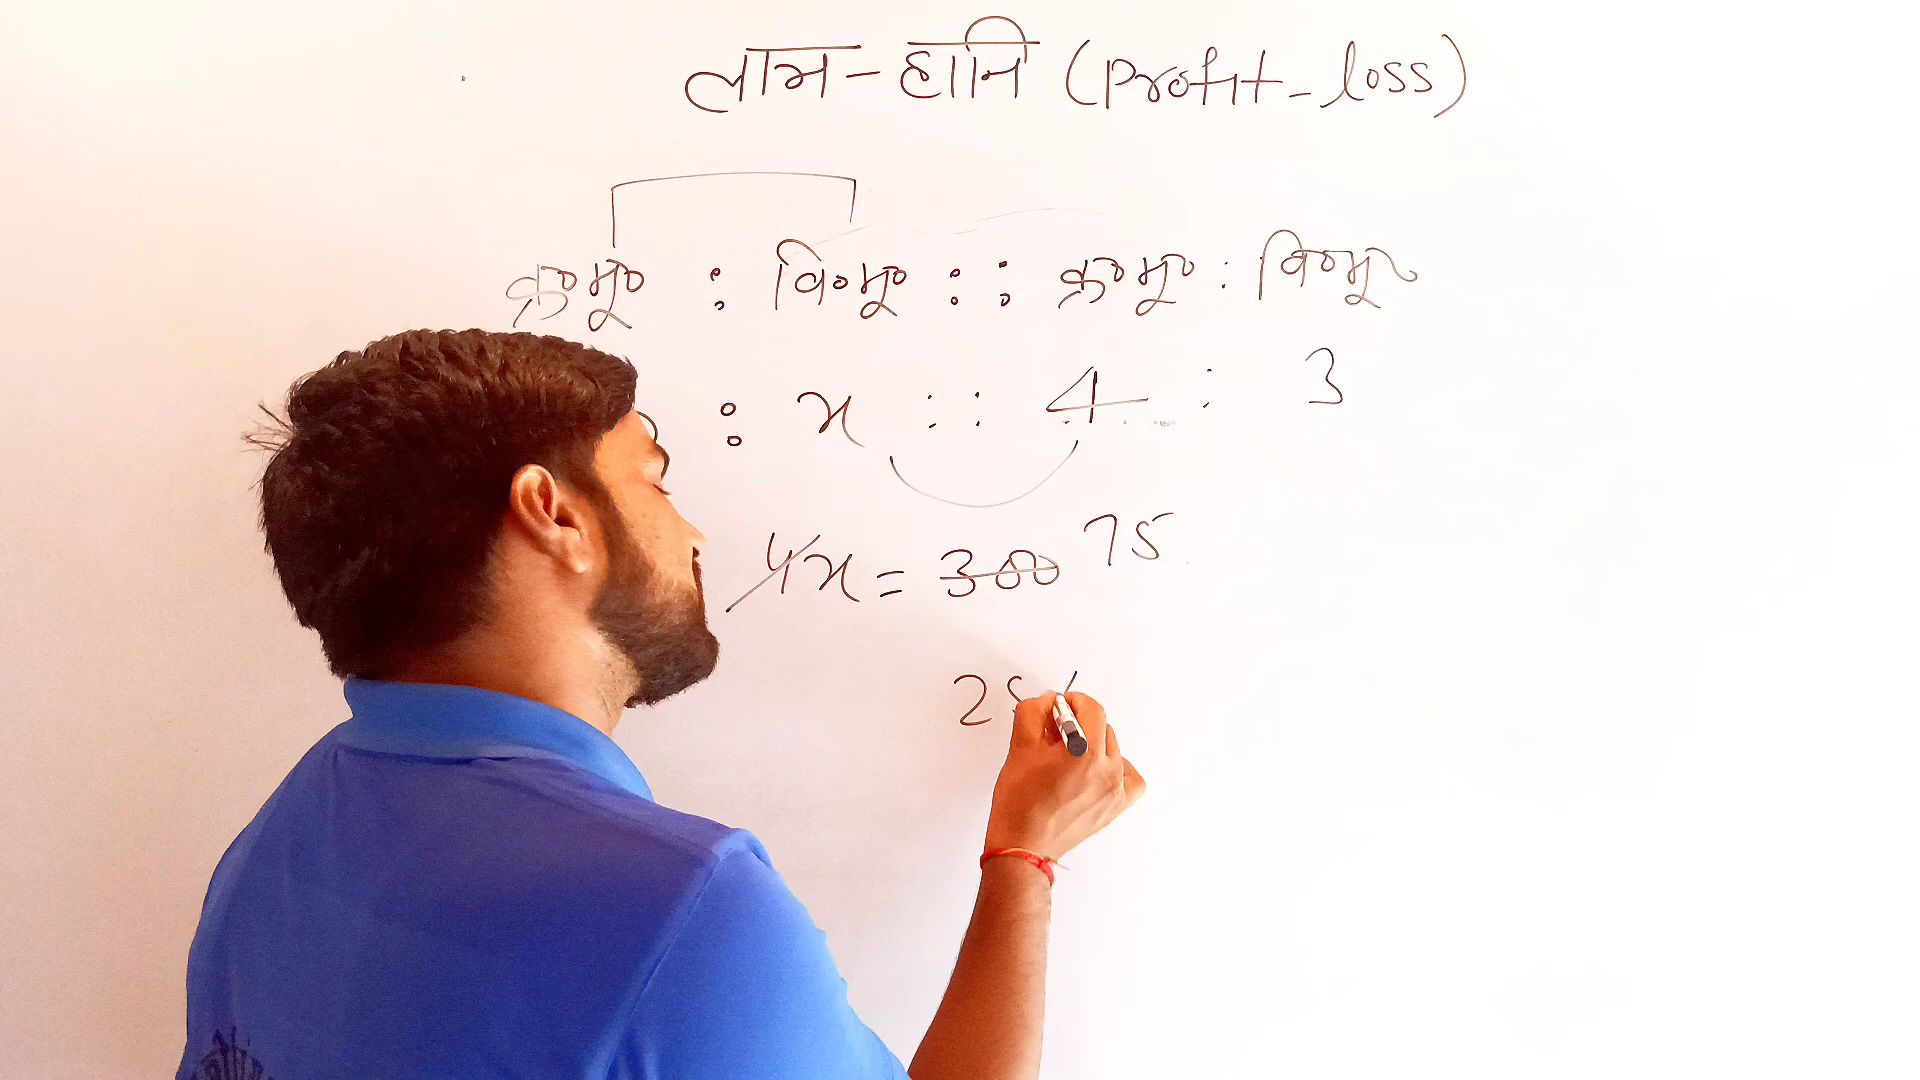 लाभ - हानि (Profit - loss)
क्र०मू० : वि०मू० :: क्र०मू० : वि०मू०
: x :: 4 : 3
4x = 300 75
25